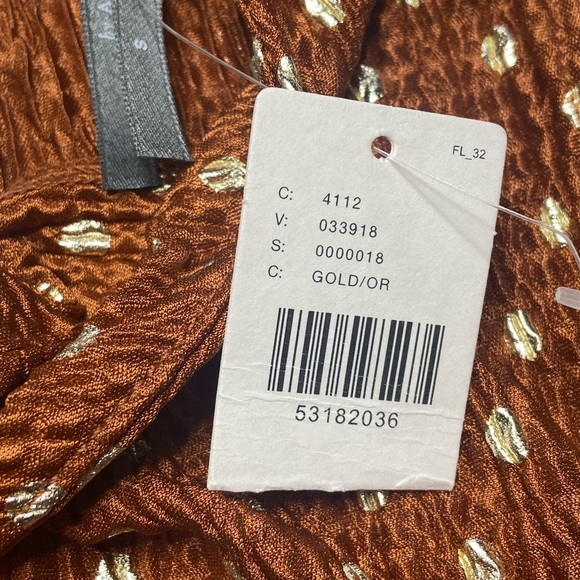 S
FL_32
C: 4112
V: 033918
S: 0000018
C: GOLD/OR
53182036